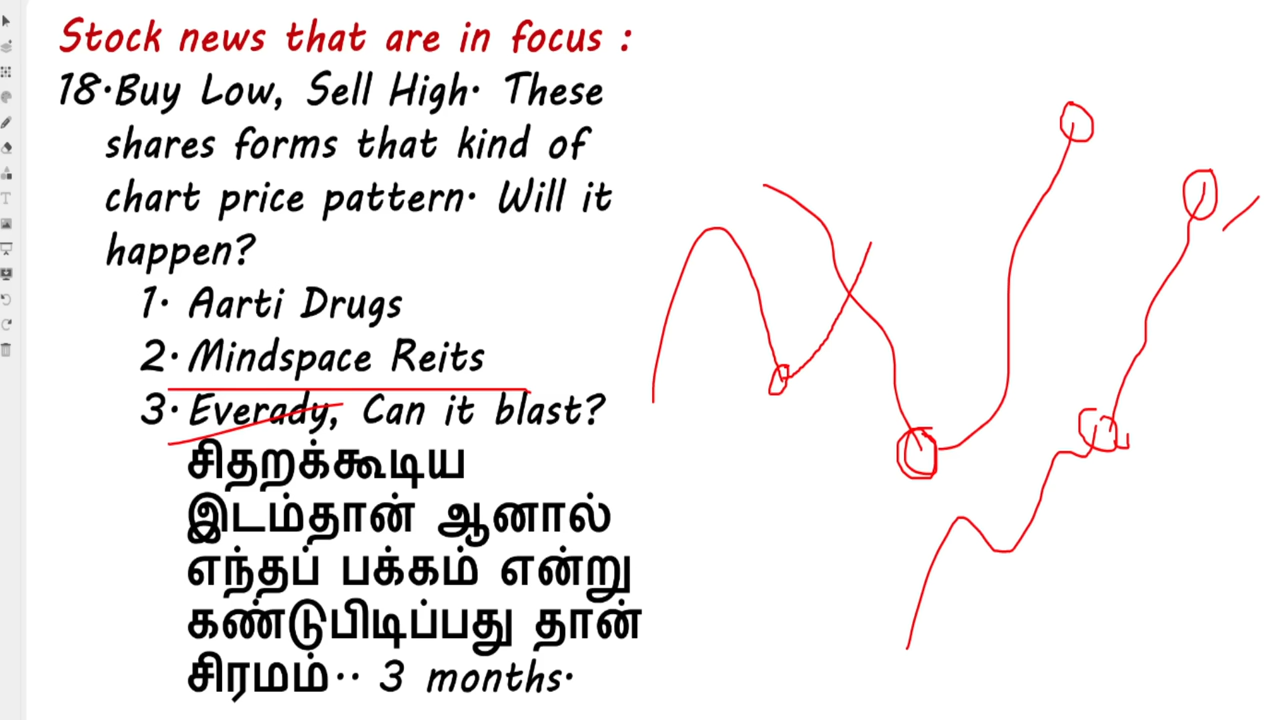 Stock news that are in focus :
18.Buy Low, Sell High. These
shares forms that kind of
chart price pattern. Will it
happen?
1. Aarti Drugs
2. Mindspace Reits
3. Everady, Can it blast?
சிதறக்கூடிய
இடம்தான் ஆனால்
எந்தப் பக்கம் என்று
கண்டுபிடிப்பது தான்
சிரமம்.. 3 months.